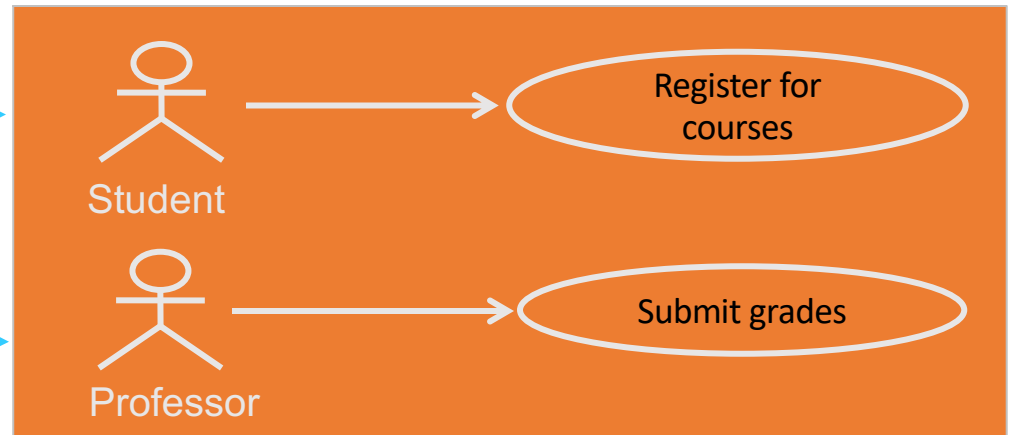 Register for
courses
Student
Submit grades
Professor